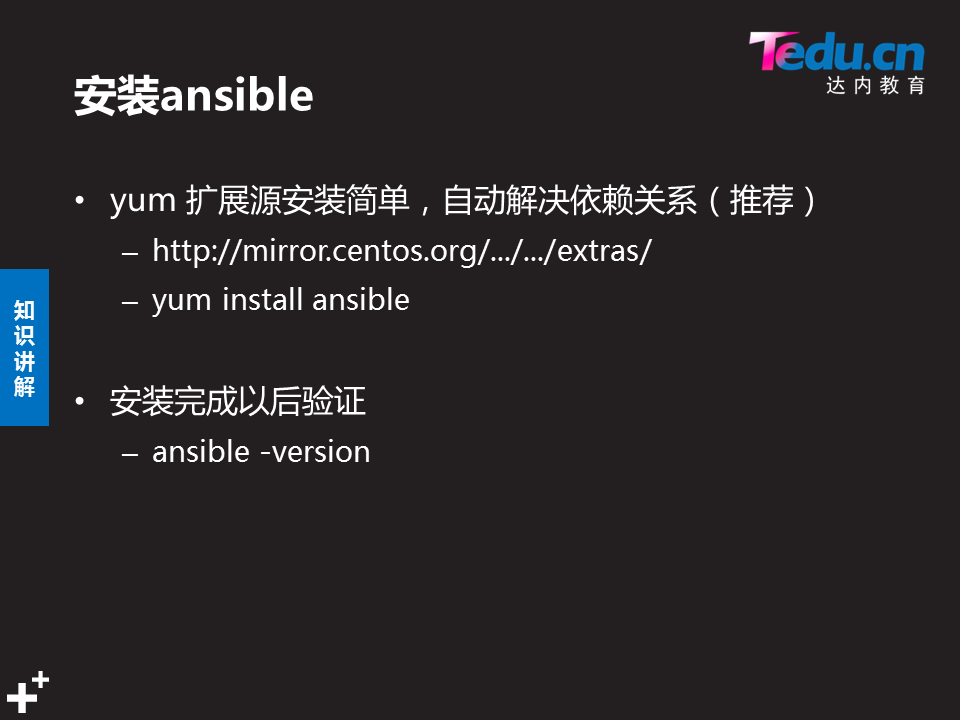 Tedu.cn
达内教育
安装ansible
• yum 扩展源安装简单，自动解决依赖关系（推荐）
– http://mirror.centos.org/.../.../extras/
– yum install ansible
知识讲解
• 安装完成以后验证
– ansible -version